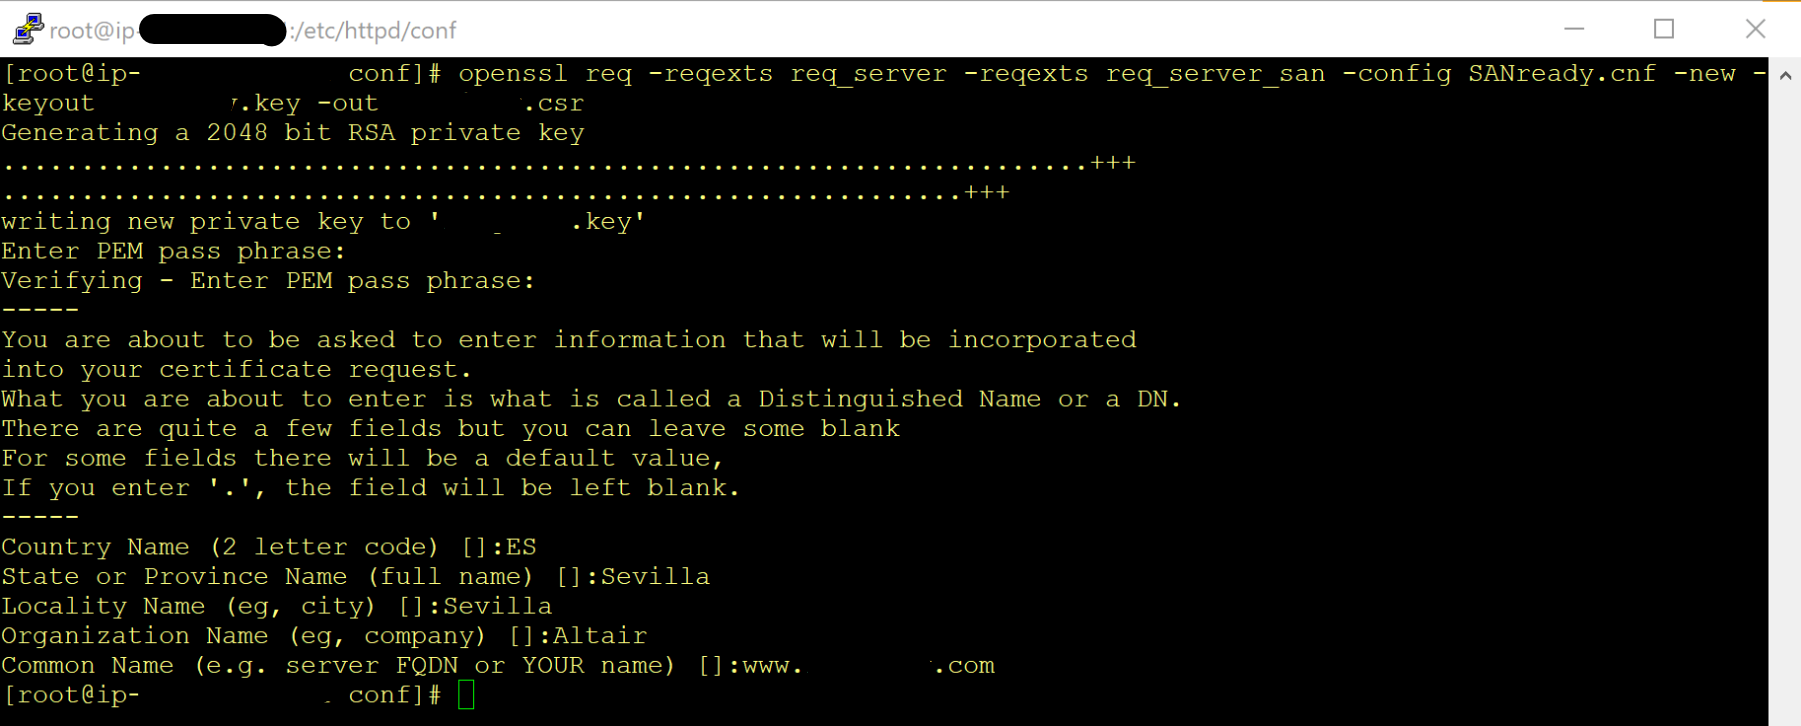 root@ip- :/etc/httpd/conf
[root@ip- conf]# openssl req -reqexts req_server -reqexts req_server_san -config SANready.cnf -new -
keyout .key -out .csr
Generating a 2048 bit RSA private key
.....................................................................+++
.............................................................+++
writing new private key to ' .key'
Enter PEM pass phrase:
Verifying - Enter PEM pass phrase:
-----
You are about to be asked to enter information that will be incorporated
into your certificate request.
What you are about to enter is what is called a Distinguished Name or a DN.
There are quite a few fields but you can leave some blank
For some fields there will be a default value,
If you enter '.', the field will be left blank.
-----
Country Name (2 letter code) []:ES
State or Province Name (full name) []:Sevilla
Locality Name (eg, city) []:Sevilla
Organization Name (eg, company) []:Altair
Common Name (e.g. server FQDN or YOUR name) []:www. .com
[root@ip- conf]#